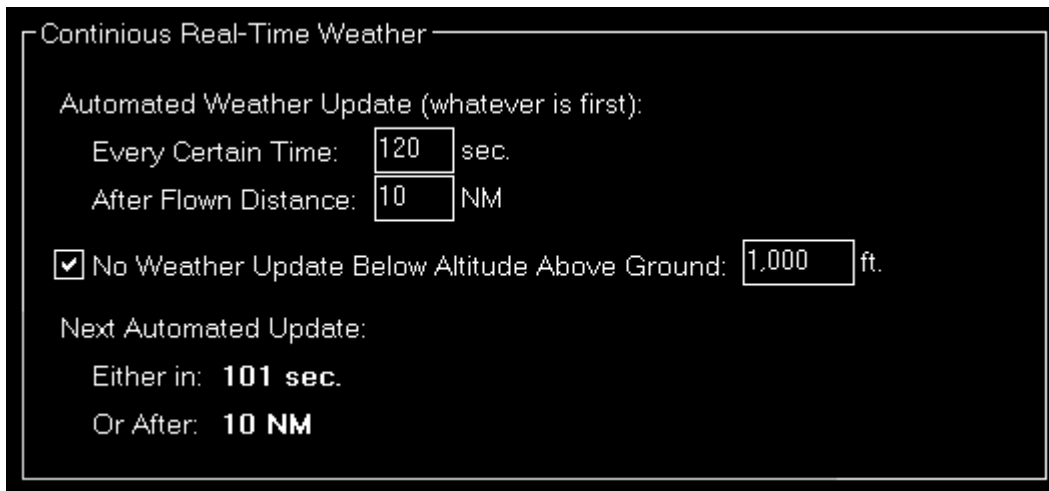 Continious Real-Time Weather
Automated Weather Update (whatever is first):
Every Certain Time: 120 sec.
After Flown Distance: 10 NM
No Weather Update Below Altitude Above Ground: 1,000 ft.
Next Automated Update:
Either in: 101 sec.
Or After: 10 NM